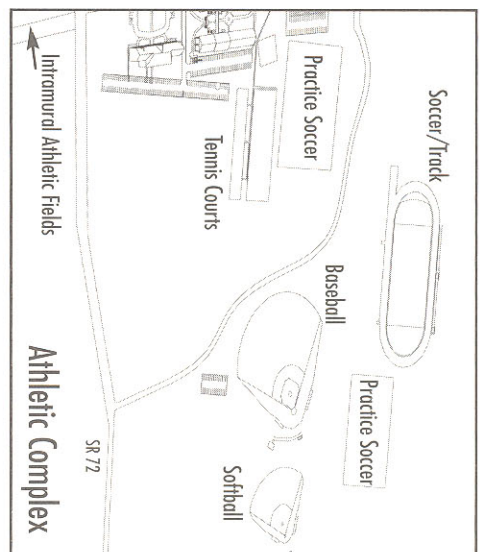 Soccer/Track
Practice Soccer
Tennis Courts
Intramural Athletic Fields
Baseball
Practice Soccer
Softball
SR 72
Athletic Complex